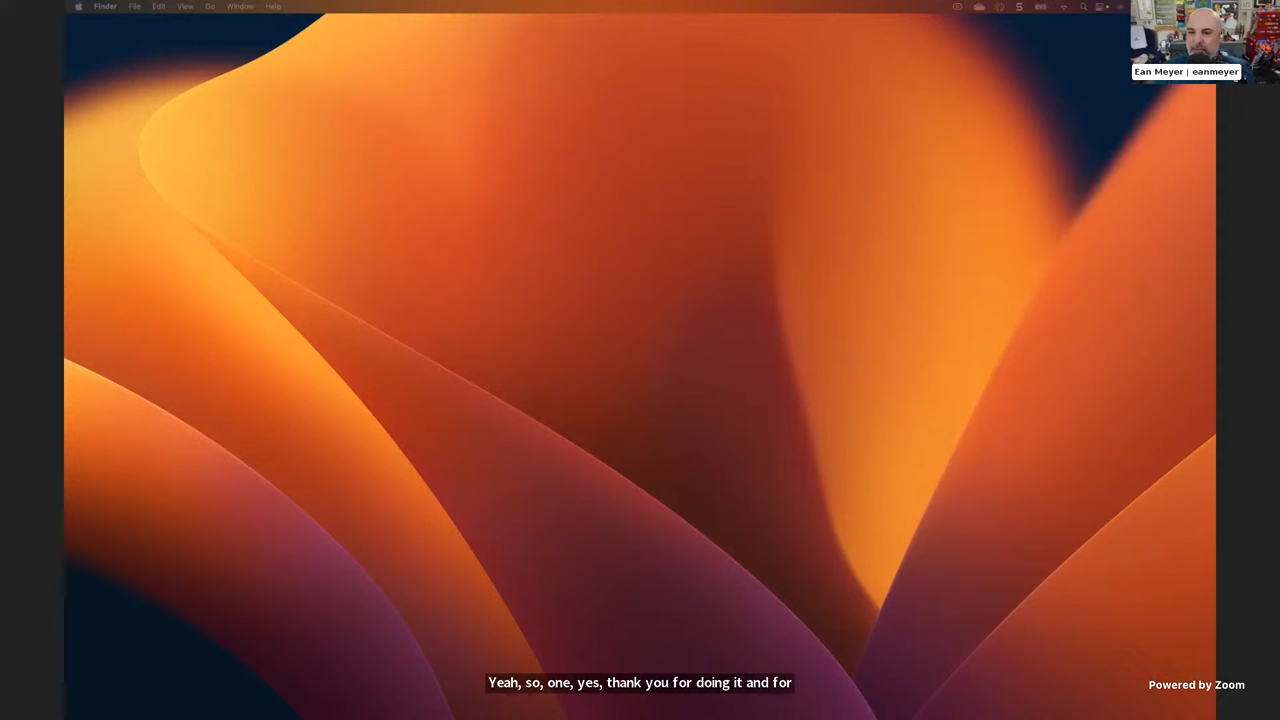 Finder File Edit View Go Window Help
Ean Meyer | eanmeyer
Yeah, so, one, yes, thank you for doing it and for
Powered by Zoom